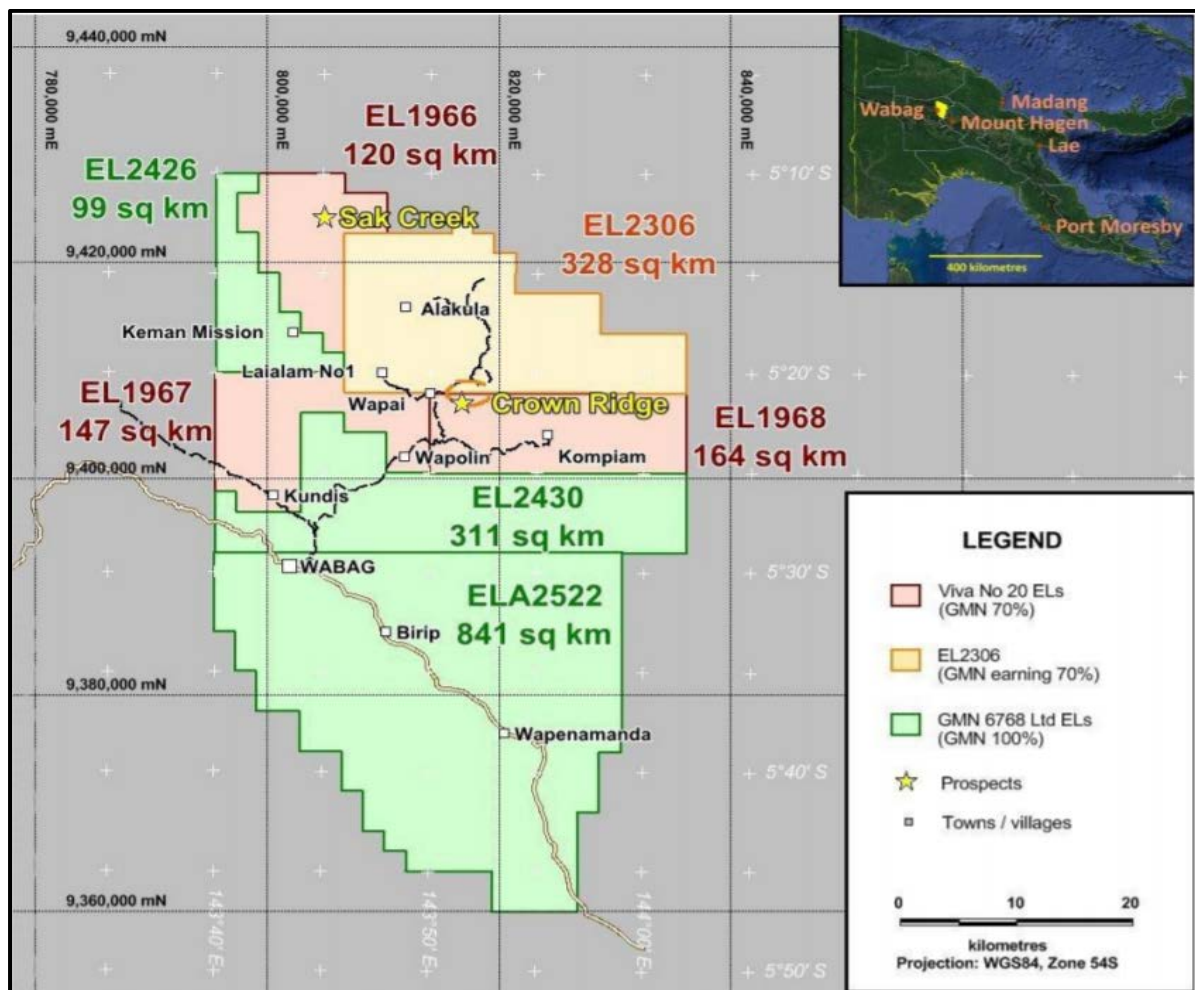 9,440,000 mN
780,000 mE
800,000 mE
820,000 mE
840,000 mE
EL1966
120 sq km
EL2426
99 sq km
5°10' S
Sak Creek
EL2306
328 sq km
9,420,000 mN
Alakula
Keman Mission
Laialam No1
5°20' S
EL1967
147 sq km
Wapai
Crown Ridge
EL1968
164 sq km
Wapolin
Kompiam
9,400,000 mN
Kundis
EL2430
311 sq km
WABAG
5°30' S
ELA2522
841 sq km
Birip
9,380,000 mN
Wapenamanda
5°40' S
9,360,000 mN
143°40' E
143°50' E
144°00' E
5°50' S
Wabag
Madang
Mount Hagen
Lae
Port Moresby
400 kilometres
LEGEND
Viva No 20 ELs
(GMN 70%)
EL2306
(GMN earning 70%)
GMN 6768 Ltd ELs
(GMN 100%)
Prospects
Towns / villages
0 10 20
kilometres
Projection: WGS84, Zone 54S